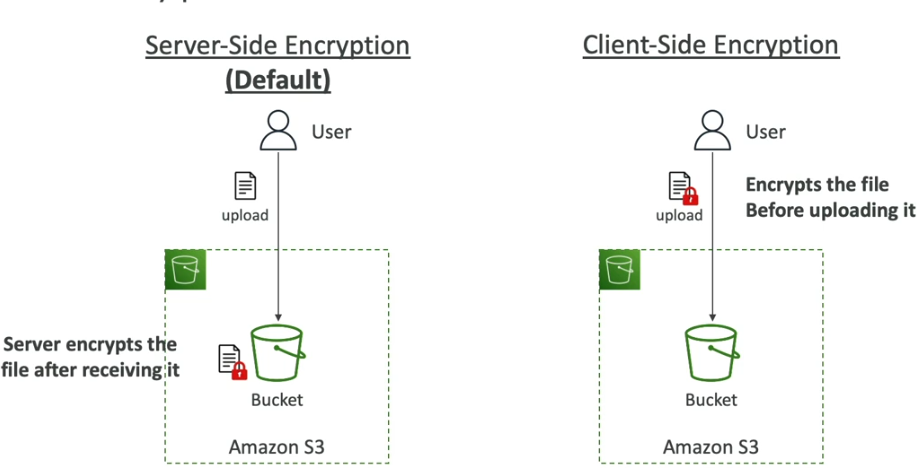 Server-Side Encryption
(Default)
User
upload
Server encrypts the
file after receiving it
Bucket
Amazon S3
Client-Side Encryption
User
Encrypts the file
Before uploading it
upload
Bucket
Amazon S3